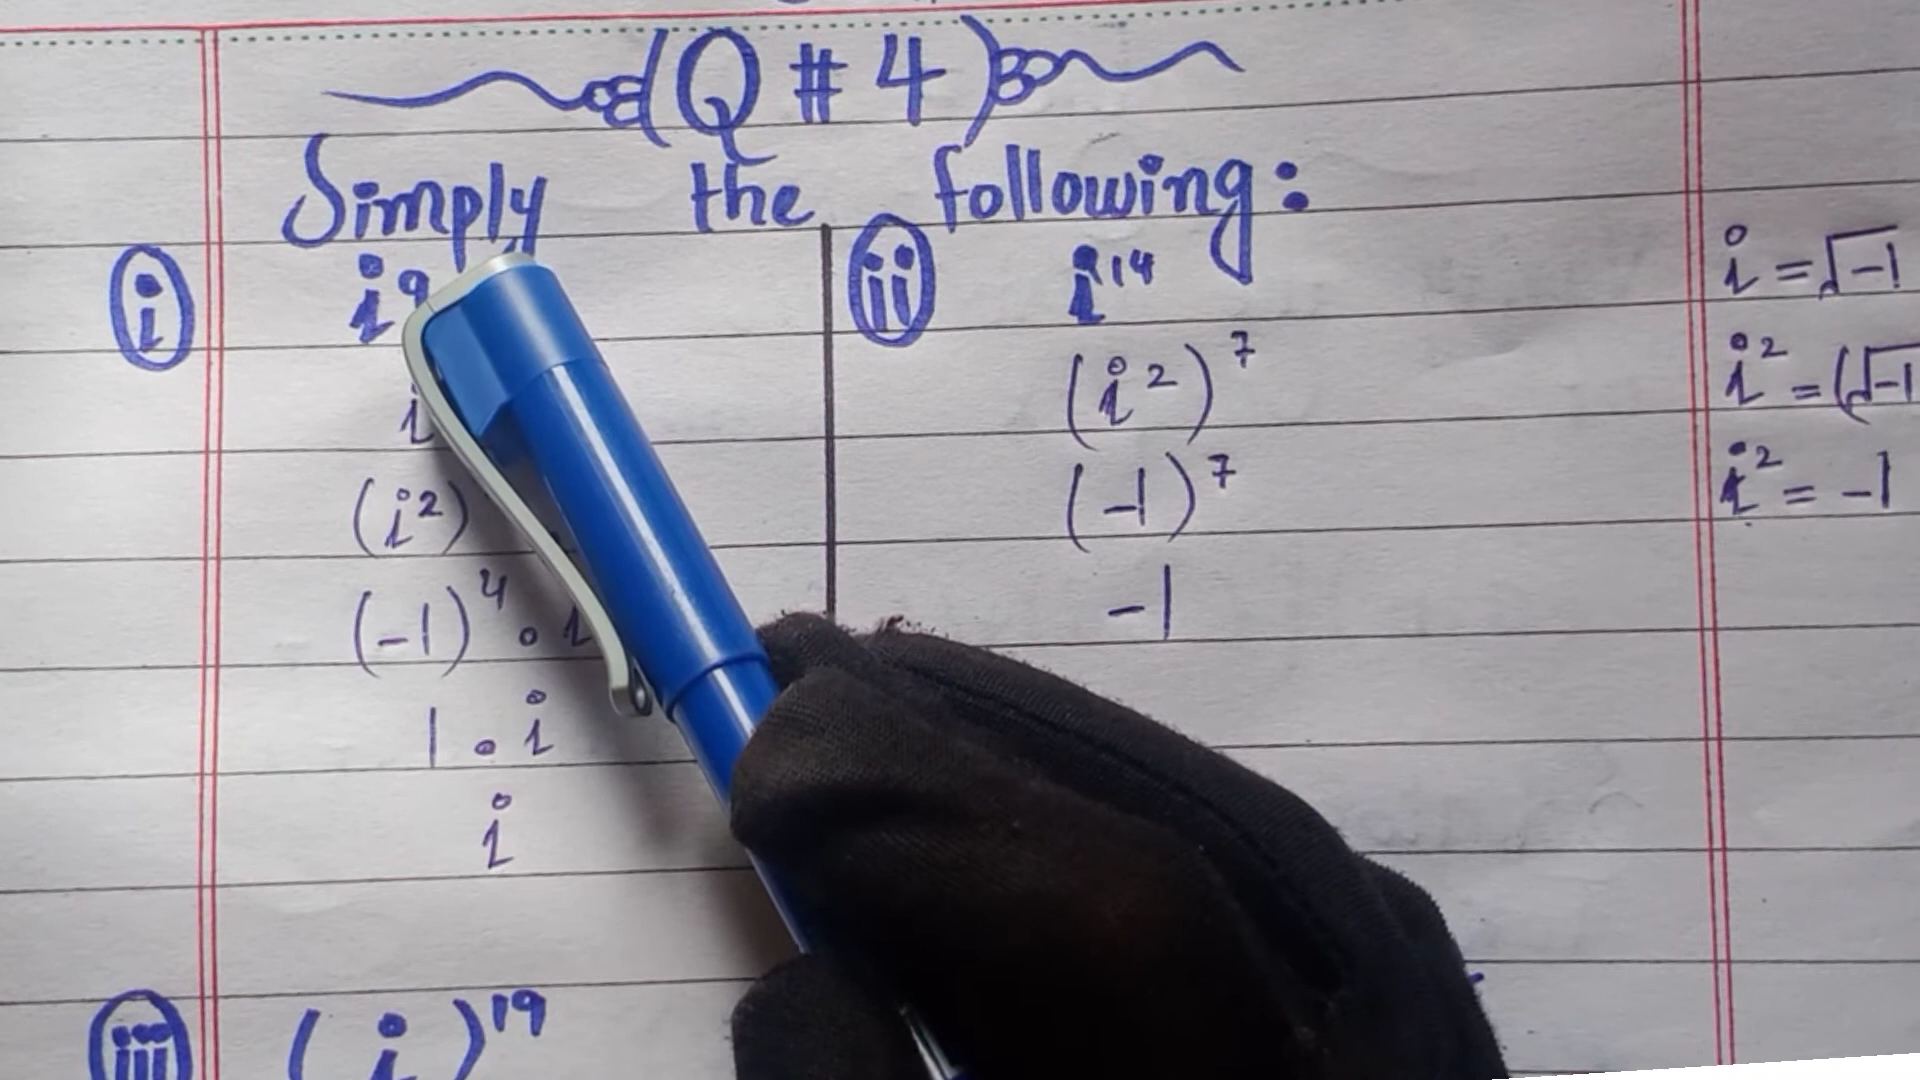 (Q # 4)
Simply the following:
i i⁹
i
(i²)
(-1)⁴ . i
1 . i
i
ii i¹⁴
(i²)⁷
(-1)⁷
-1
i = √-1
i² = (√-1
i² = -1
iii (i)¹⁹